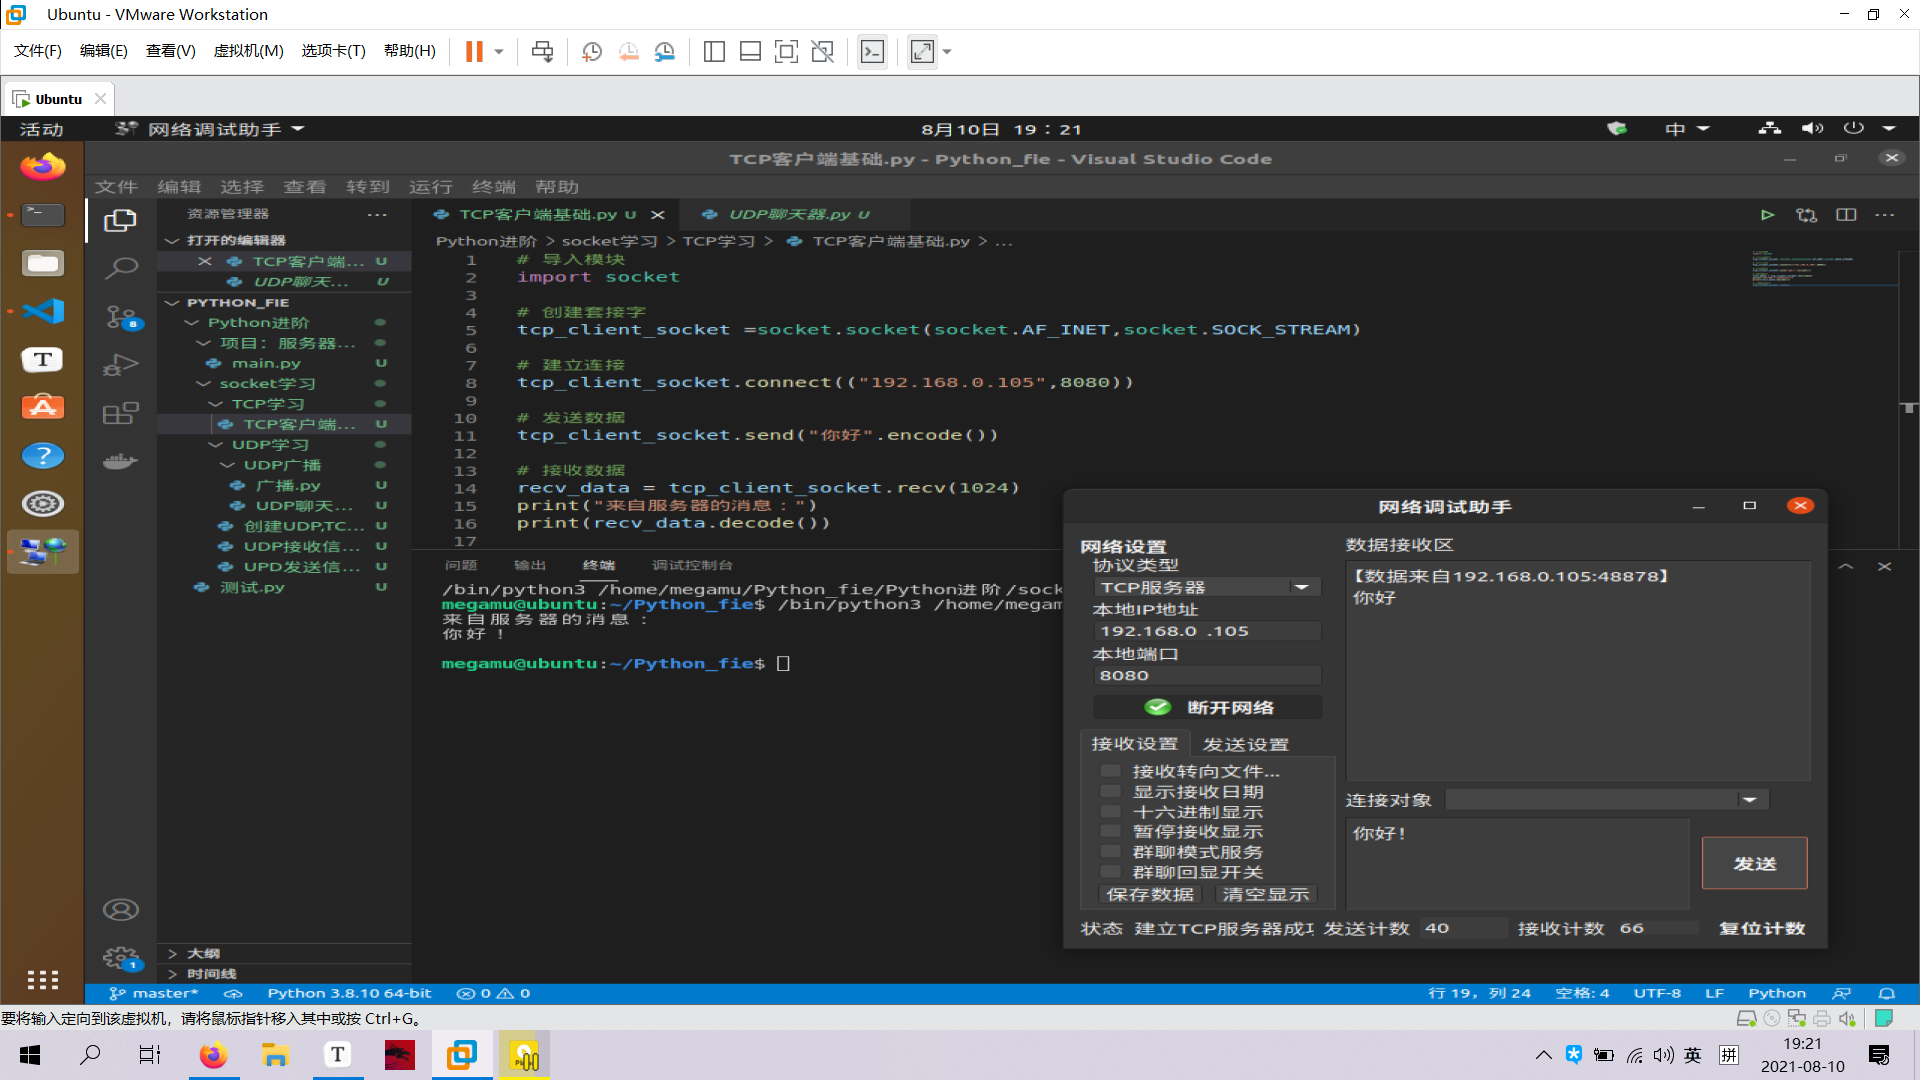 Ubuntu - VMware Workstation
文件(F) 编辑(E) 查看(V) 虚拟机(M) 选项卡(T) 帮助(H)
Ubuntu
活动 网络调试助手 8月10日 19：21 中
TCP客户端基础.py - Python_fie - Visual Studio Code
文件 编辑 选择 查看 转到 运行 终端 帮助
资源管理器 ···
打开的编辑器
TCP客户端... U
UDP聊天... U
PYTHON_FIE
Python进阶
项目：服务器...
main.py U
socket学习
TCP学习
TCP客户端... U
UDP学习
UDP广播
广播.py U
UDP聊天... U
创建UDP,TC... U
UDP接收信... U
UPD发送信... U
测试.py U
大纲
时间线
8
1
TCP客户端基础.py U UDP聊天器.py U
Python进阶 > socket学习 > TCP学习 > TCP客户端基础.py > ...
1 # 导入模块
2 import socket
3
4 # 创建套接字
5 tcp_client_socket =socket.socket(socket.AF_INET,socket.SOCK_STREAM)
6
7 # 建立连接
8 tcp_client_socket.connect(("192.168.0.105",8080))
9
10 # 发送数据
11 tcp_client_socket.send("你好".encode())
12
13 # 接收数据
14 recv_data = tcp_client_socket.recv(1024)
15 print("来自服务器的消息：")
16 print(recv_data.decode())
17
问题 输出 终端 调试控制台
/bin/python3 /home/megamu/Python_fie/Python进阶/sock
megamu@ubuntu:~/Python_fie$ /bin/python3 /home/megam
来自服务器的消息：
你好！
megamu@ubuntu:~/Python_fie$
网络调试助手
网络设置
协议类型
TCP服务器
本地IP地址
192.168.0 .105
本地端口
8080
断开网络
接收设置 发送设置
接收转向文件...
显示接收日期
十六进制显示
暂停接收显示
群聊模式服务
群聊回显开关
保存数据 清空显示
数据接收区
【数据来自192.168.0.105:48878】
你好
连接对象
你好！
发送
状态 建立TCP服务器成功 发送计数 40 接收计数 66 复位计数
master* Python 3.8.10 64-bit 0 0 行 19，列 24 空格: 4 UTF-8 LF Python
要将输入定向到该虚拟机，请将鼠标指针移入其中或按 Ctrl+G。
英 拼 19:21
2021-08-10